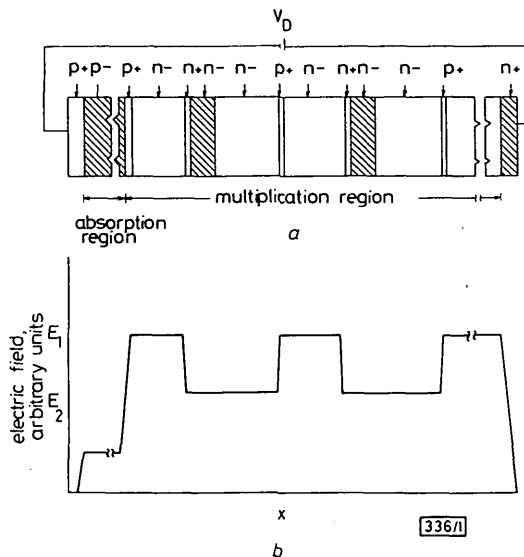 V_D
p+ p- p+ n- n+ n- n- p+ n- n+ n- n- p+ n+
absorption region
multiplication region
a
electric field, arbitrary units
E_1
E_2
x
336/1
b